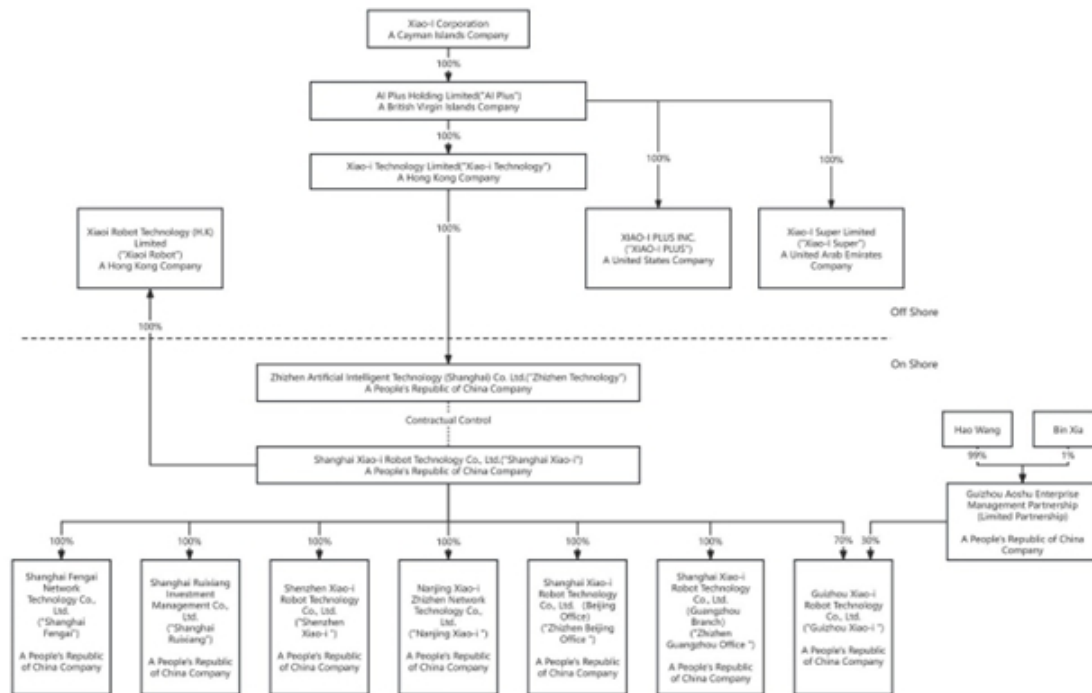 Xiao-I Corporation
A Cayman Islands Company
100%
AI Plus Holding Limited("AI Plus")
A British Virgin Islands Company
100%
100%
100%
Xiao-i Technology Limited("Xiao-i Technology")
A Hong Kong Company
Xiaoi Robot Technology (H.K)
Limited
("Xiaoi Robot")
A Hong Kong Company
100%
XIAO-I PLUS INC.
("XIAO-I PLUS")
A United States Company
Xiao-I Super Limited
("Xiao-I Super")
A United Arab Emirates
Company
Off Shore
100%
On Shore
Zhizhen Artificial Intelligent Technology (Shanghai) Co. Ltd.("Zhizhen Technology")
A People's Republic of China Company
Contractual Control
Hao Wang
Bin Xia
Shanghai Xiao-i Robot Technology Co., Ltd.("Shanghai Xiao-i")
A People's Republic of China Company
99%
1%
Guizhou Aoshu Enterprise
Management Partnership
(Limited Partnership)
A People's Republic of China
Company
100%
100%
100%
100%
100%
100%
70%
30%
Shanghai Fengai
Network
Technology Co.,
Ltd.
("Shanghai
Fengai")
A People's Republic
of China Company
Shanghai Ruixiang
Investment
Management Co.,
Ltd.
("Shanghai
Ruixiang")
A People's Republic
of China Company
Shenzhen Xiao-i
Robot Technology
Co., Ltd.
("Shenzhen
Xiao-i ")
A People's Republic
of China Company
Nanjing Xiao-i
Zhizhen Network
Technology Co.,
Ltd.
("Nanjing Xiao-i ")
A People's Republic
of China Company
Shanghai Xiao-i
Robot Technology
Co., Ltd. (Beijing
Office)
("Zhizhen Beijing
Office ")
A People's Republic
of China Company
Shanghai Xiao-i
Robot Technology
Co., Ltd.
(Guangzhou
Branch)
("Zhizhen
Guangzhou Office ")
A People's Republic
of China Company
Guizhou Xiao-i
Robot Technology
Co., Ltd.
("Guizhou Xiao-i ")
A People's Republic
of China Company